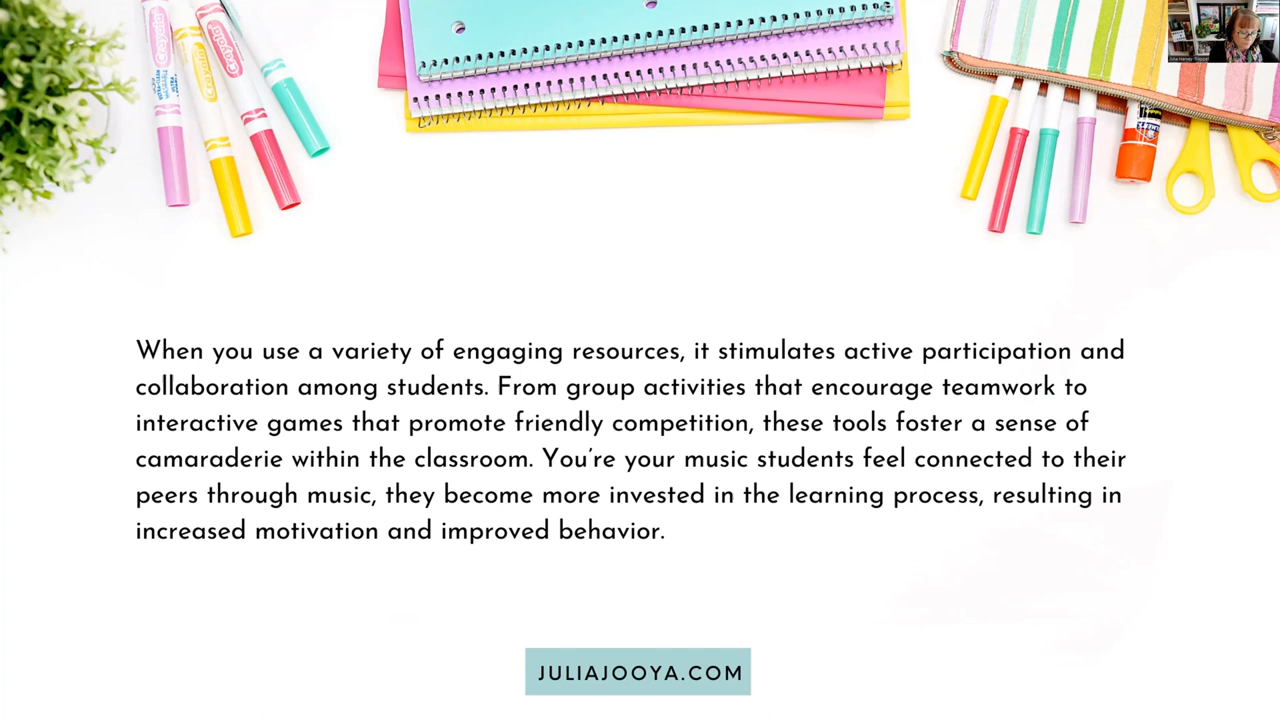 Crayola
Crayola
Crayola
When you use a variety of engaging resources, it stimulates active participation and
collaboration among students. From group activities that encourage teamwork to
interactive games that promote friendly competition, these tools foster a sense of
camaraderie within the classroom. You're your music students feel connected to their
peers through music, they become more invested in the learning process, resulting in
increased motivation and improved behavior.
JULIAJOOYA.COM